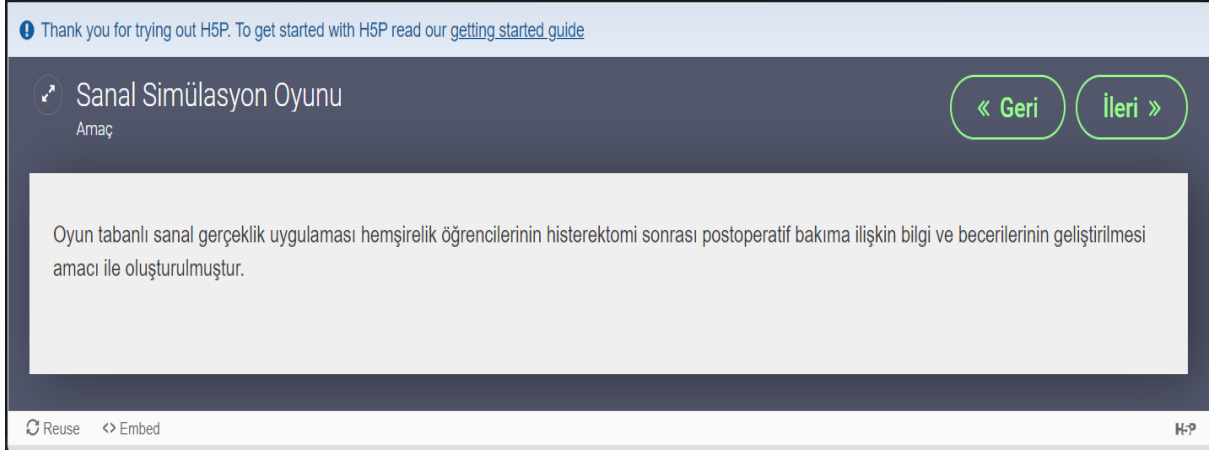 Thank you for trying out H5P. To get started with H5P read our getting started guide
Sanal Simülasyon Oyunu
Amaç
« Geri
İleri »
Oyun tabanlı sanal gerçeklik uygulaması hemşirelik öğrencilerinin histerektomi sonrası postoperatif bakıma ilişkin bilgi ve becerilerinin geliştirilmesi
amacı ile oluşturulmuştur.
Reuse
<> Embed
H5P